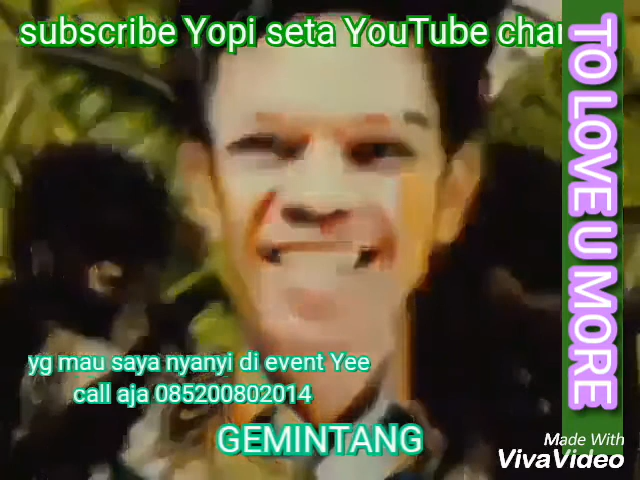 subscribe Yopi seta YouTube chan
TO LOVE U MORE
yg mau saya nyanyi di event Yee
call aja 085200802014
GEMINTANG
Made With
VivaVideo